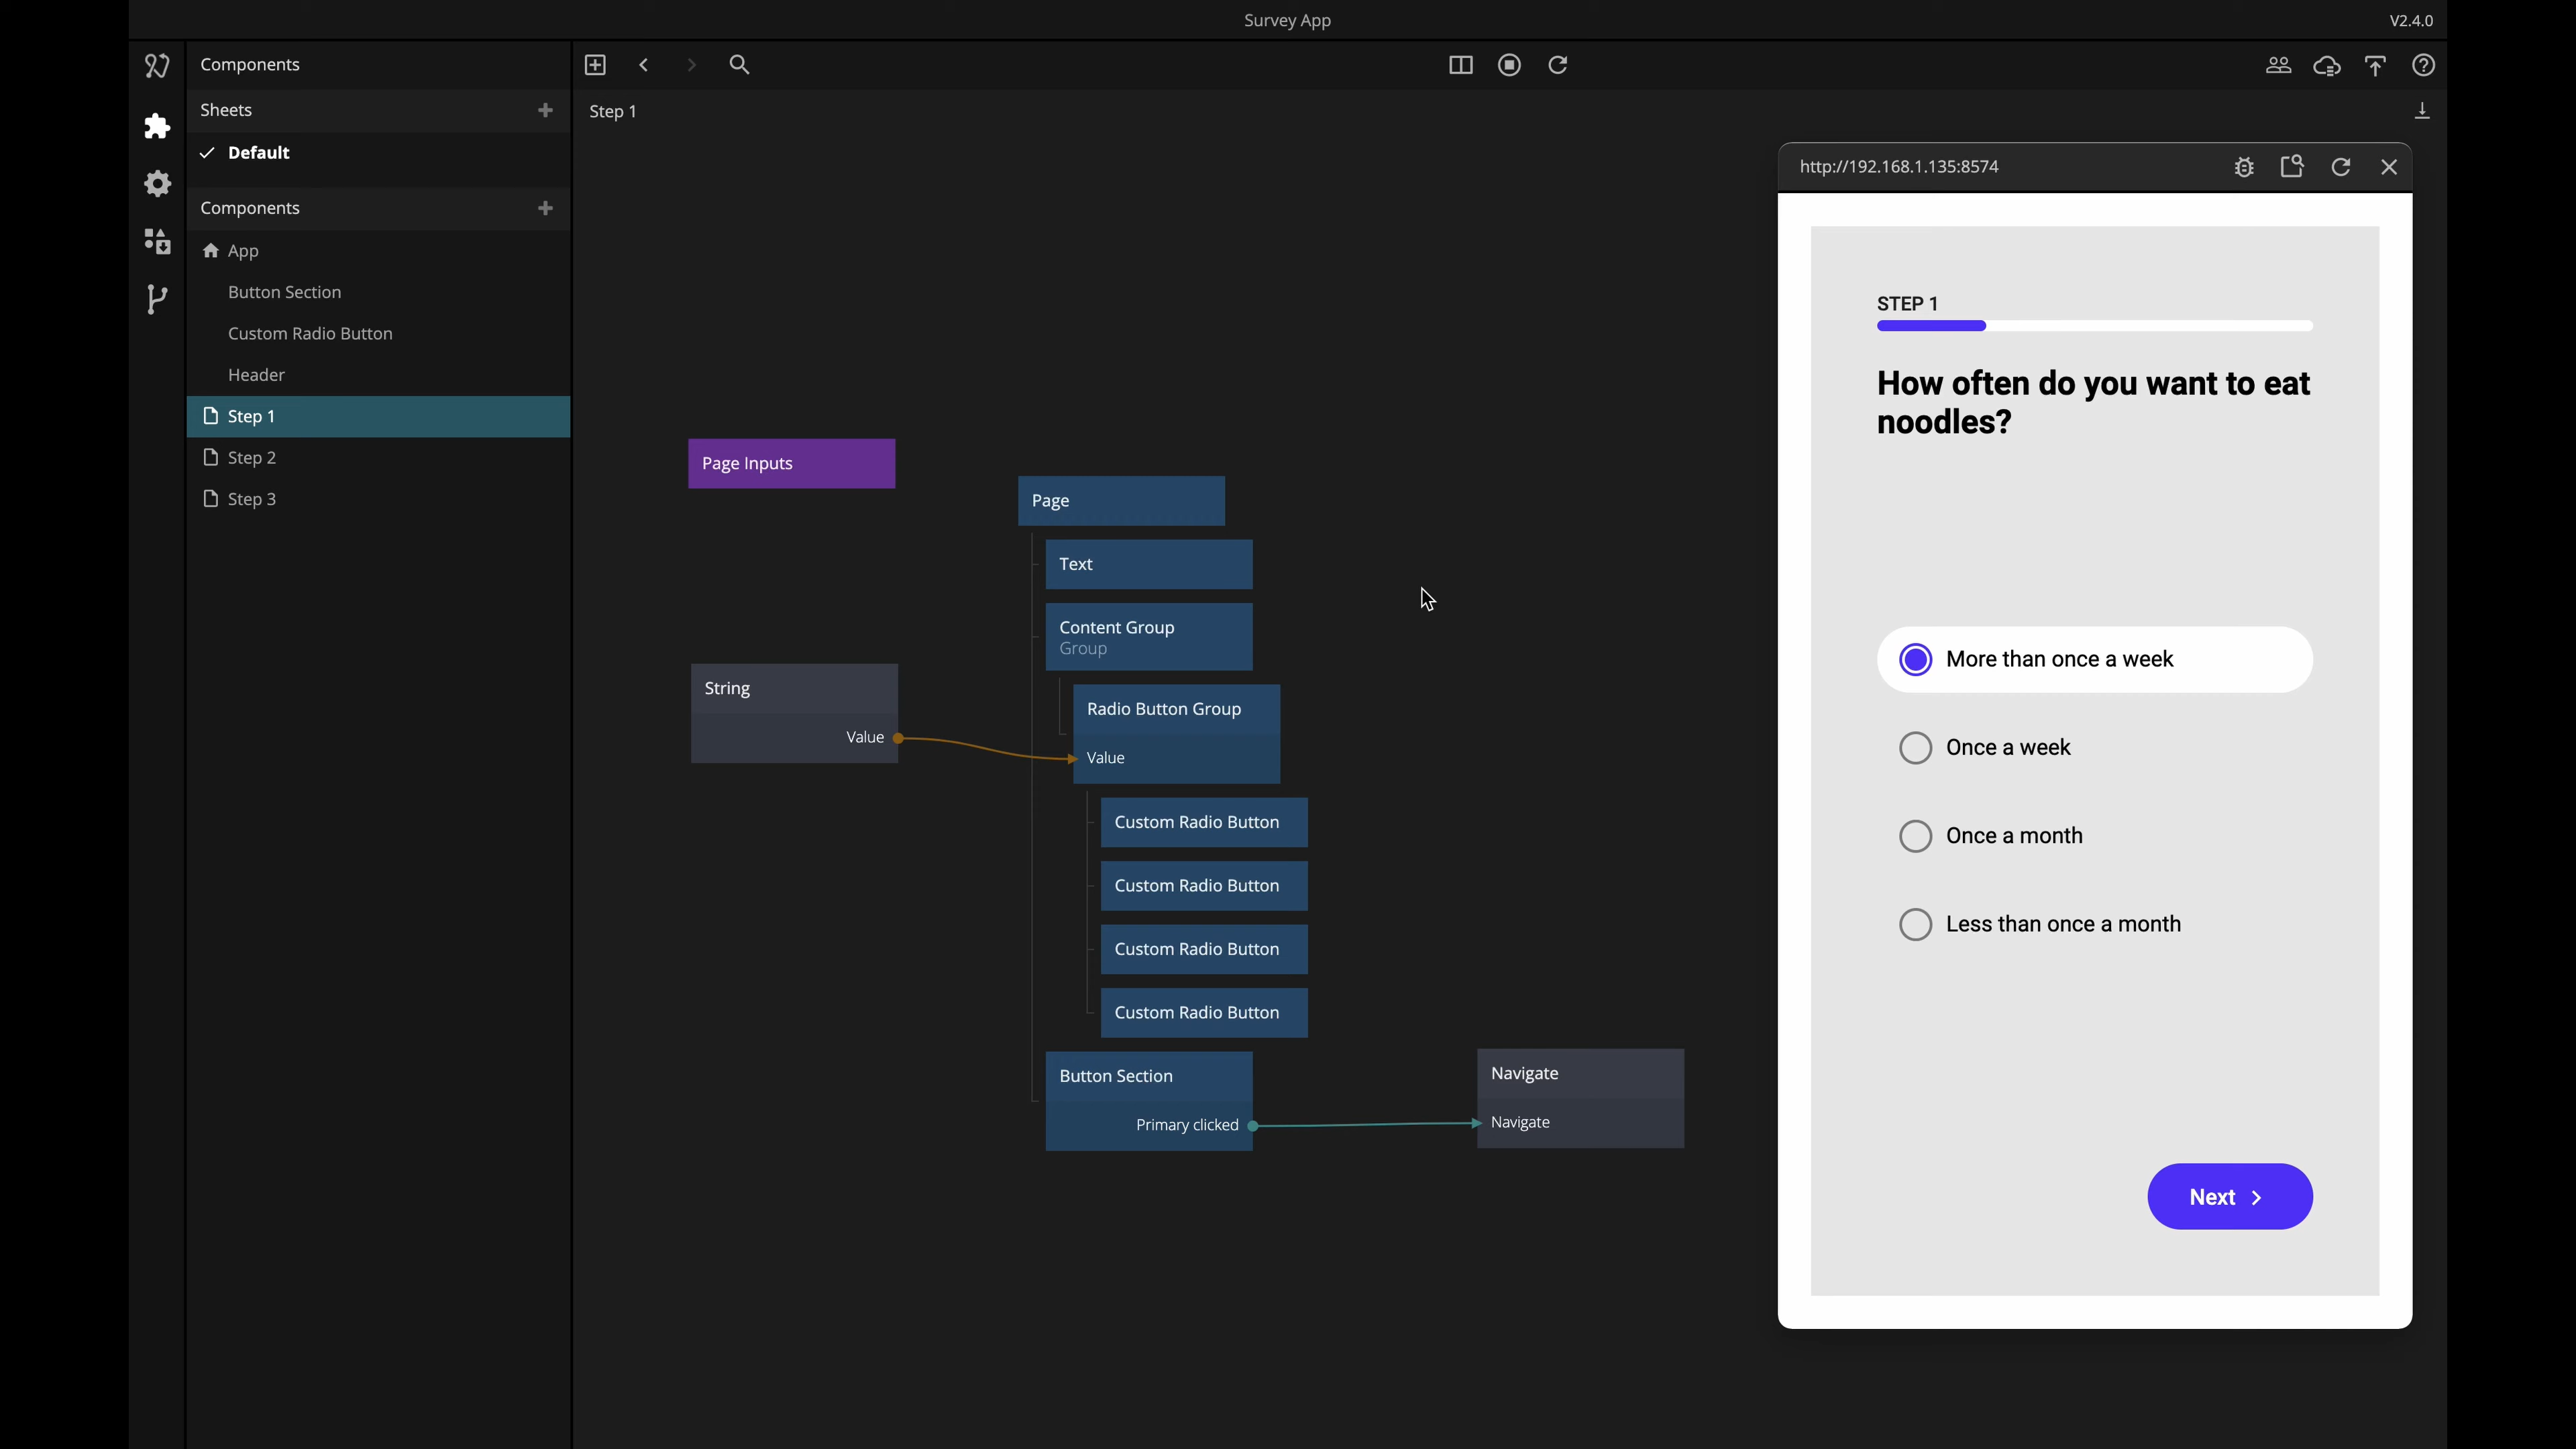 Survey App
V2.4.0
Components
Sheets
Default
Components
App
Button Section
Custom Radio Button
Header
Step 1
Step 2
Step 3
Step 1
Page Inputs
Page
Text
Content Group
Group
String
Value
Radio Button Group
Value
Custom Radio Button
Custom Radio Button
Custom Radio Button
Custom Radio Button
Button Section
Primary clicked
Navigate
Navigate
http://192.168.1.135:8574
STEP 1
How often do you want to eat
noodles?
More than once a week
Once a week
Once a month
Less than once a month
Next